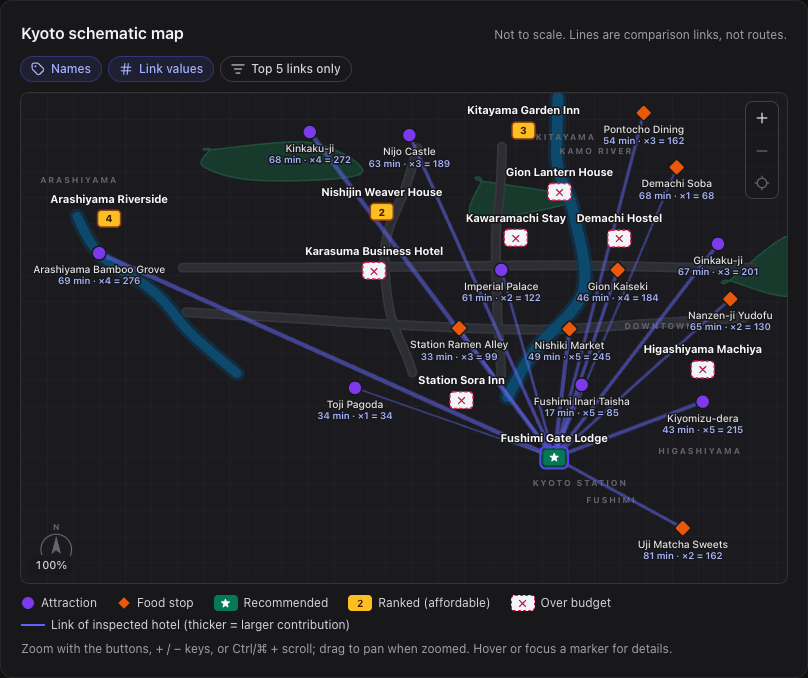 Kyoto schematic map
Not to scale. Lines are comparison links, not routes.
Names
Link values
Top 5 links only
Kitayama Garden Inn
3
KITAYAMA
KAMO RIVER
Pontocho Dining
54 min · ×3 = 162
+
−
Kinkaku-ji
68 min · ×4 = 272
Nijo Castle
63 min · ×3 = 189
Gion Lantern House
Demachi Soba
68 min · ×1 = 68
ARASHIYAMA
Arashiyama Riverside
4
Nishijin Weaver House
2
Kawaramachi Stay
Demachi Hostel
Karasuma Business Hotel
Arashiyama Bamboo Grove
69 min · ×4 = 276
Ginkaku-ji
67 min · ×3 = 201
Imperial Palace
61 min · ×2 = 122
Gion Kaiseki
46 min · ×4 = 184
Nanzen-ji Yudofu
65 min · ×2 = 130
DOWNTOWN
Station Ramen Alley
33 min · ×3 = 99
Nishiki Market
49 min · ×5 = 245
Higashiyama Machiya
Station Sora Inn
Toji Pagoda
34 min · ×1 = 34
Fushimi Inari Taisha
17 min · ×5 = 85
Kiyomizu-dera
43 min · ×5 = 215
Fushimi Gate Lodge
HIGASHIYAMA
KYOTO STATION
FUSHIMI
Uji Matcha Sweets
81 min · ×2 = 162
N
100%
Attraction
Food stop
Recommended
2 Ranked (affordable)
Over budget
Link of inspected hotel (thicker = larger contribution)
Zoom with the buttons, + / − keys, or Ctrl/⌘ + scroll; drag to pan when zoomed. Hover or focus a marker for details.